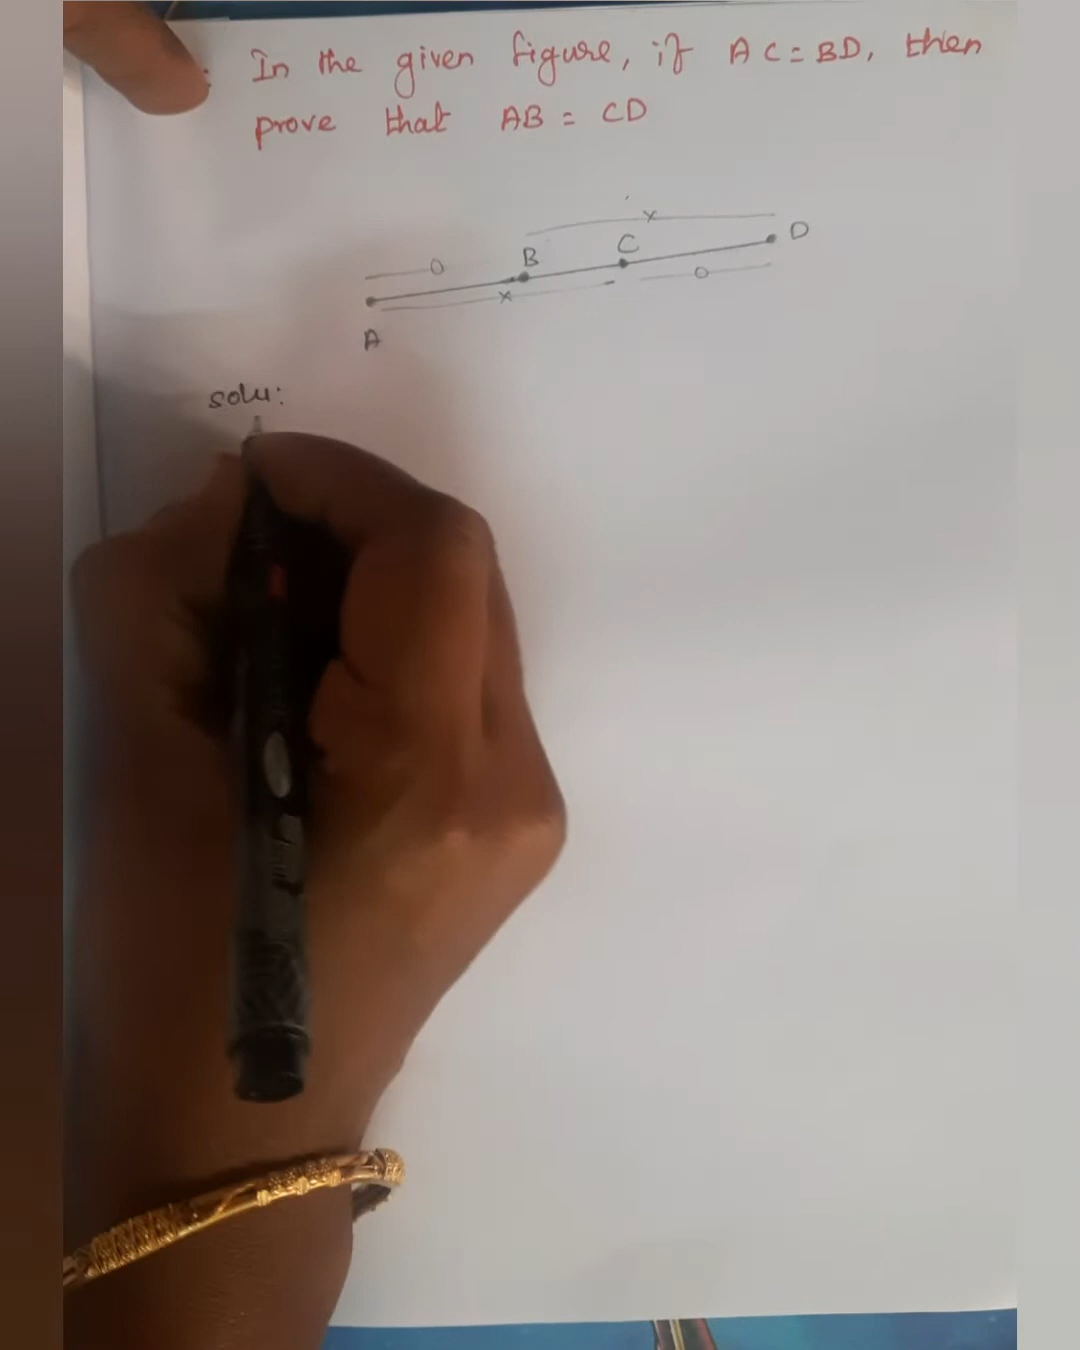 In the given figure, if AC = BD, then
prove that AB = CD
x
B
C
D
o
x
o
A
solu: